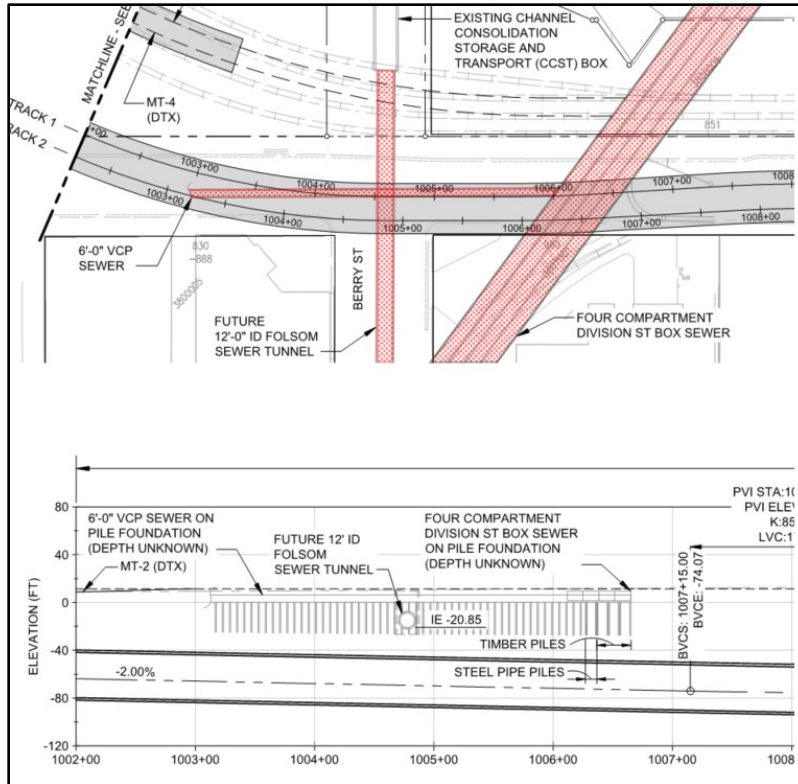 EXISTING CHANNEL
CONSOLIDATION
STORAGE AND
TRANSPORT (CCST) BOX
MATCHLINE - SEE
MT-4
(DTX)
851
TRACK 1
RACK 2
+00
1003+00
1004+00
1005+00
1006+00
1007+00
1008
1003+00
1004+00
1005+00
1006+00
1007+00
1008+00
6'-0" VCP
SEWER
830
-888
3800005
BERRY ST
FUTURE
12'-0" ID FOLSOM
SEWER TUNNEL
FOUR COMPARTMENT
DIVISION ST BOX SEWER
PVI STA:10
PVI ELEV
K:85
LVC:17
6'-0" VCP SEWER ON
PILE FOUNDATION
(DEPTH UNKNOWN)
MT-2 (DTX)
FUTURE 12' ID
FOLSOM
SEWER TUNNEL
FOUR COMPARTMENT
DIVISION ST BOX SEWER
ON PILE FOUNDATION
(DEPTH UNKNOWN)
BVCS: 1007+15.00
BVCE: -74.07
IE -20.85
TIMBER PILES
STEEL PIPE PILES
-2.00%
ELEVATION (FT)
80
40
0
-40
-80
-120
1002+00
1003+00
1004+00
1005+00
1006+00
1007+00
1008